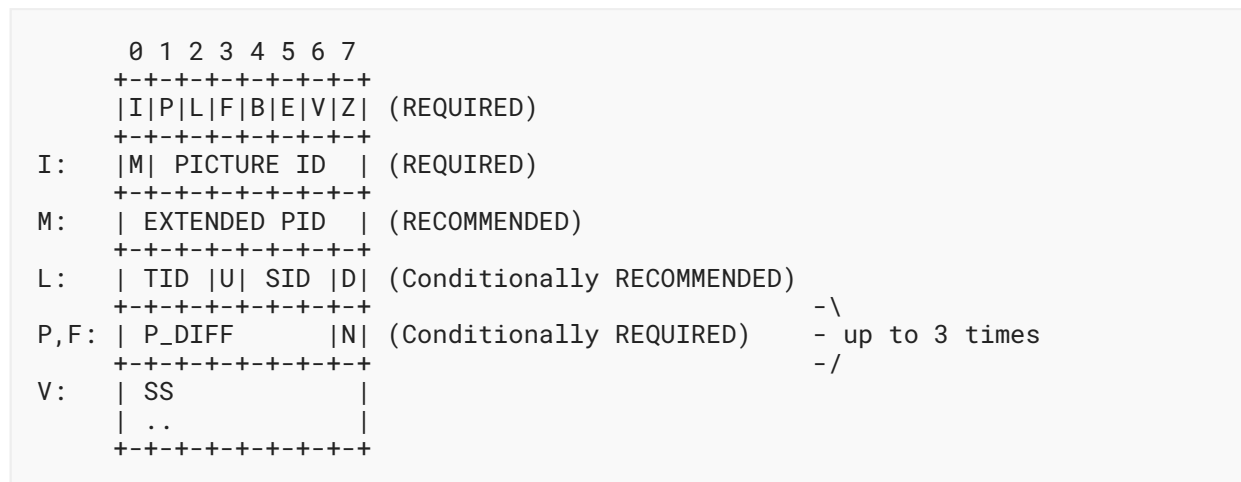 0 1 2 3 4 5 6 7
     +-+-+-+-+-+-+-+-+
     |I|P|L|F|B|E|V|Z| (REQUIRED)
     +-+-+-+-+-+-+-+-+
I:   |M| PICTURE ID  | (REQUIRED)
     +-+-+-+-+-+-+-+-+
M:   | EXTENDED PID  | (RECOMMENDED)
     +-+-+-+-+-+-+-+-+
L:   | TID |U| SID |D| (Conditionally RECOMMENDED)
     +-+-+-+-+-+-+-+-+                             -\
P,F: | P_DIFF      |N| (Conditionally REQUIRED)    - up to 3 times
     +-+-+-+-+-+-+-+-+                             -/
V:   | SS            |
     | ..            |
     +-+-+-+-+-+-+-+-+